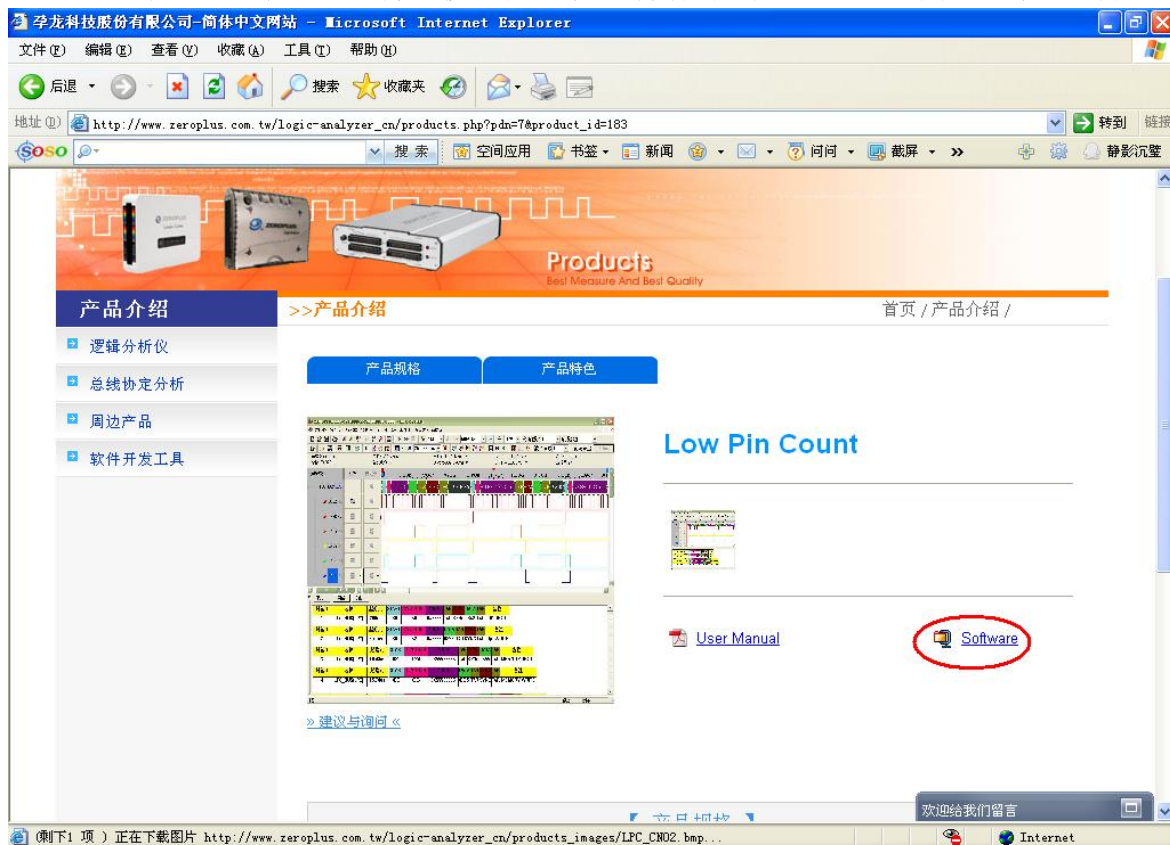 孕龙科技股份有限公司-简体中文网站 - Microsoft Internet Explorer
文件(F) 编辑(E) 查看(V) 收藏(A) 工具(T) 帮助(H)
后退 搜索 收藏夹
地址(D) http://www.zeroplus.com.tw/logic-analyzer_cn/products.php?pdn=7&product_id=183 转到 链接
SOSO 搜 索 空间应用 书签 新闻 问问 截屏 » 静影沉璧
Products
Best Measure And Best Quality
产品介绍
>>产品介绍 首页 / 产品介绍 /
逻辑分析仪
总线协定分析
周边产品
软件开发工具
产品规格 产品特色
Low Pin Count
User Manual Software
» 建议与询问 «
欢迎给我们留言
(剩下1 项 ) 正在下载图片 http://www.zeroplus.com.tw/logic-analyzer_cn/products_images/LPC_CN02.bmp... Internet